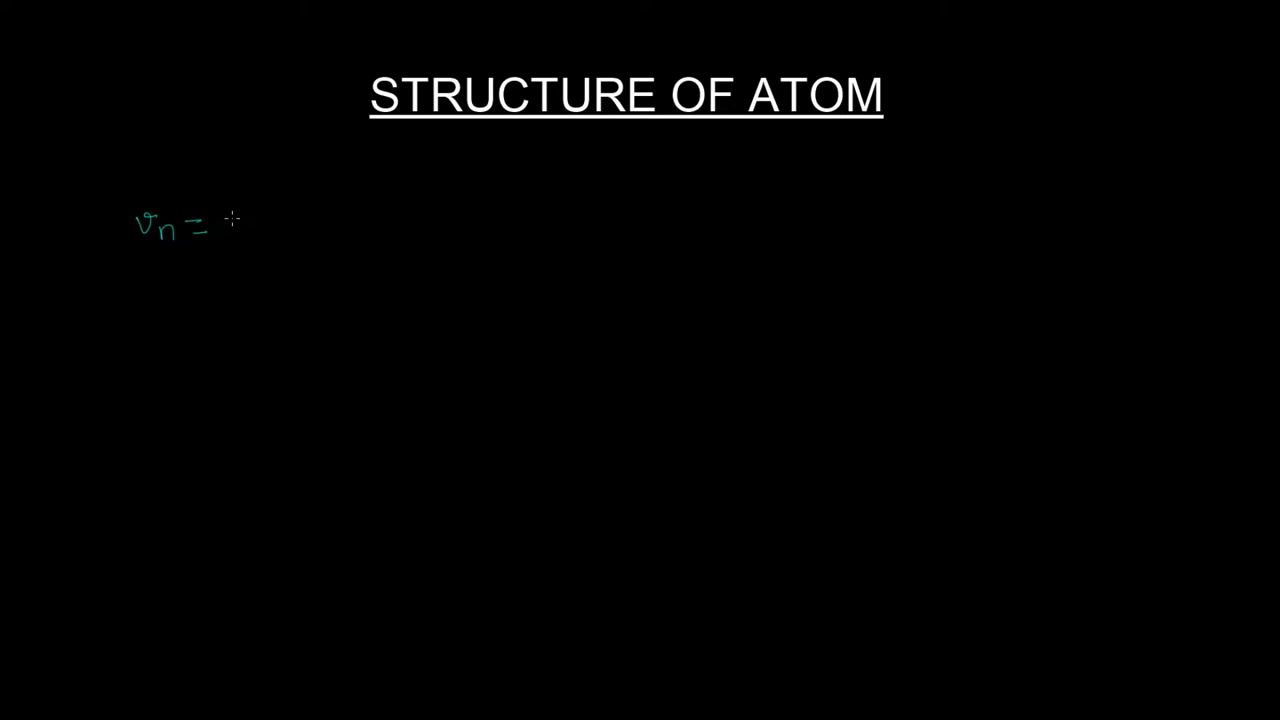 STRUCTURE OF ATOM
vₙ =